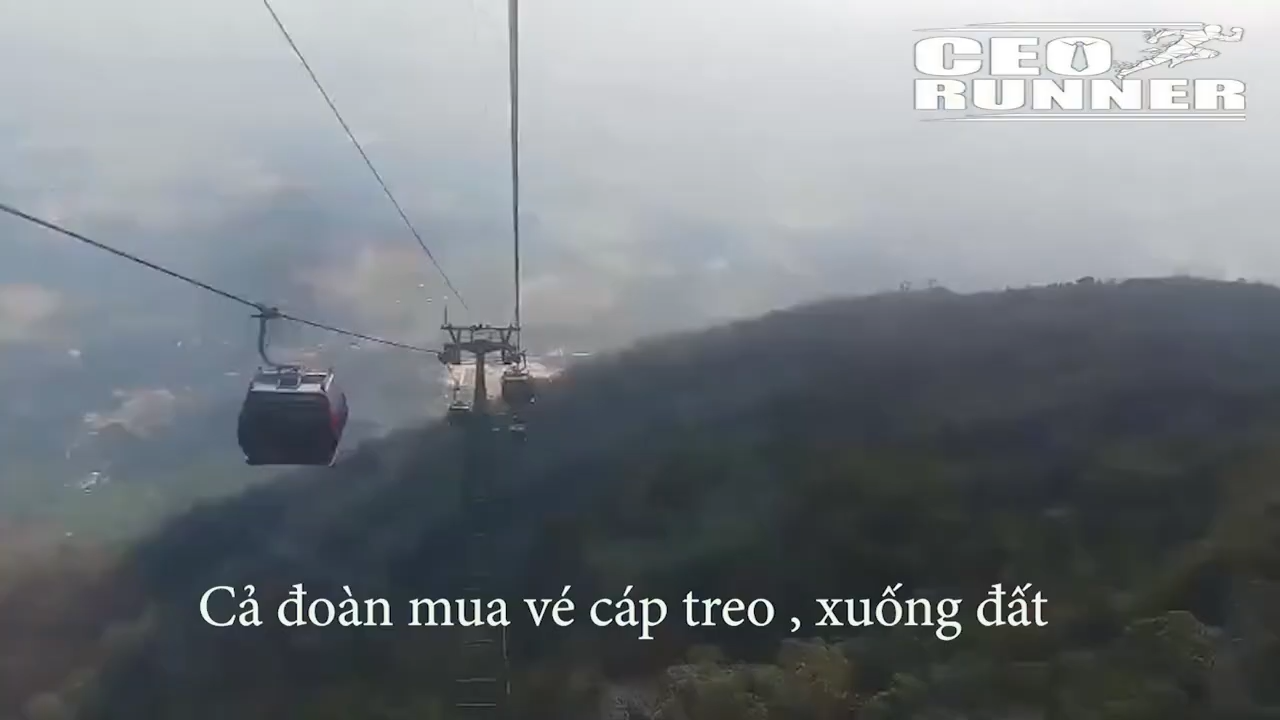 CEO
RUNNER
Cả đoàn mua vé cáp treo , xuống đất